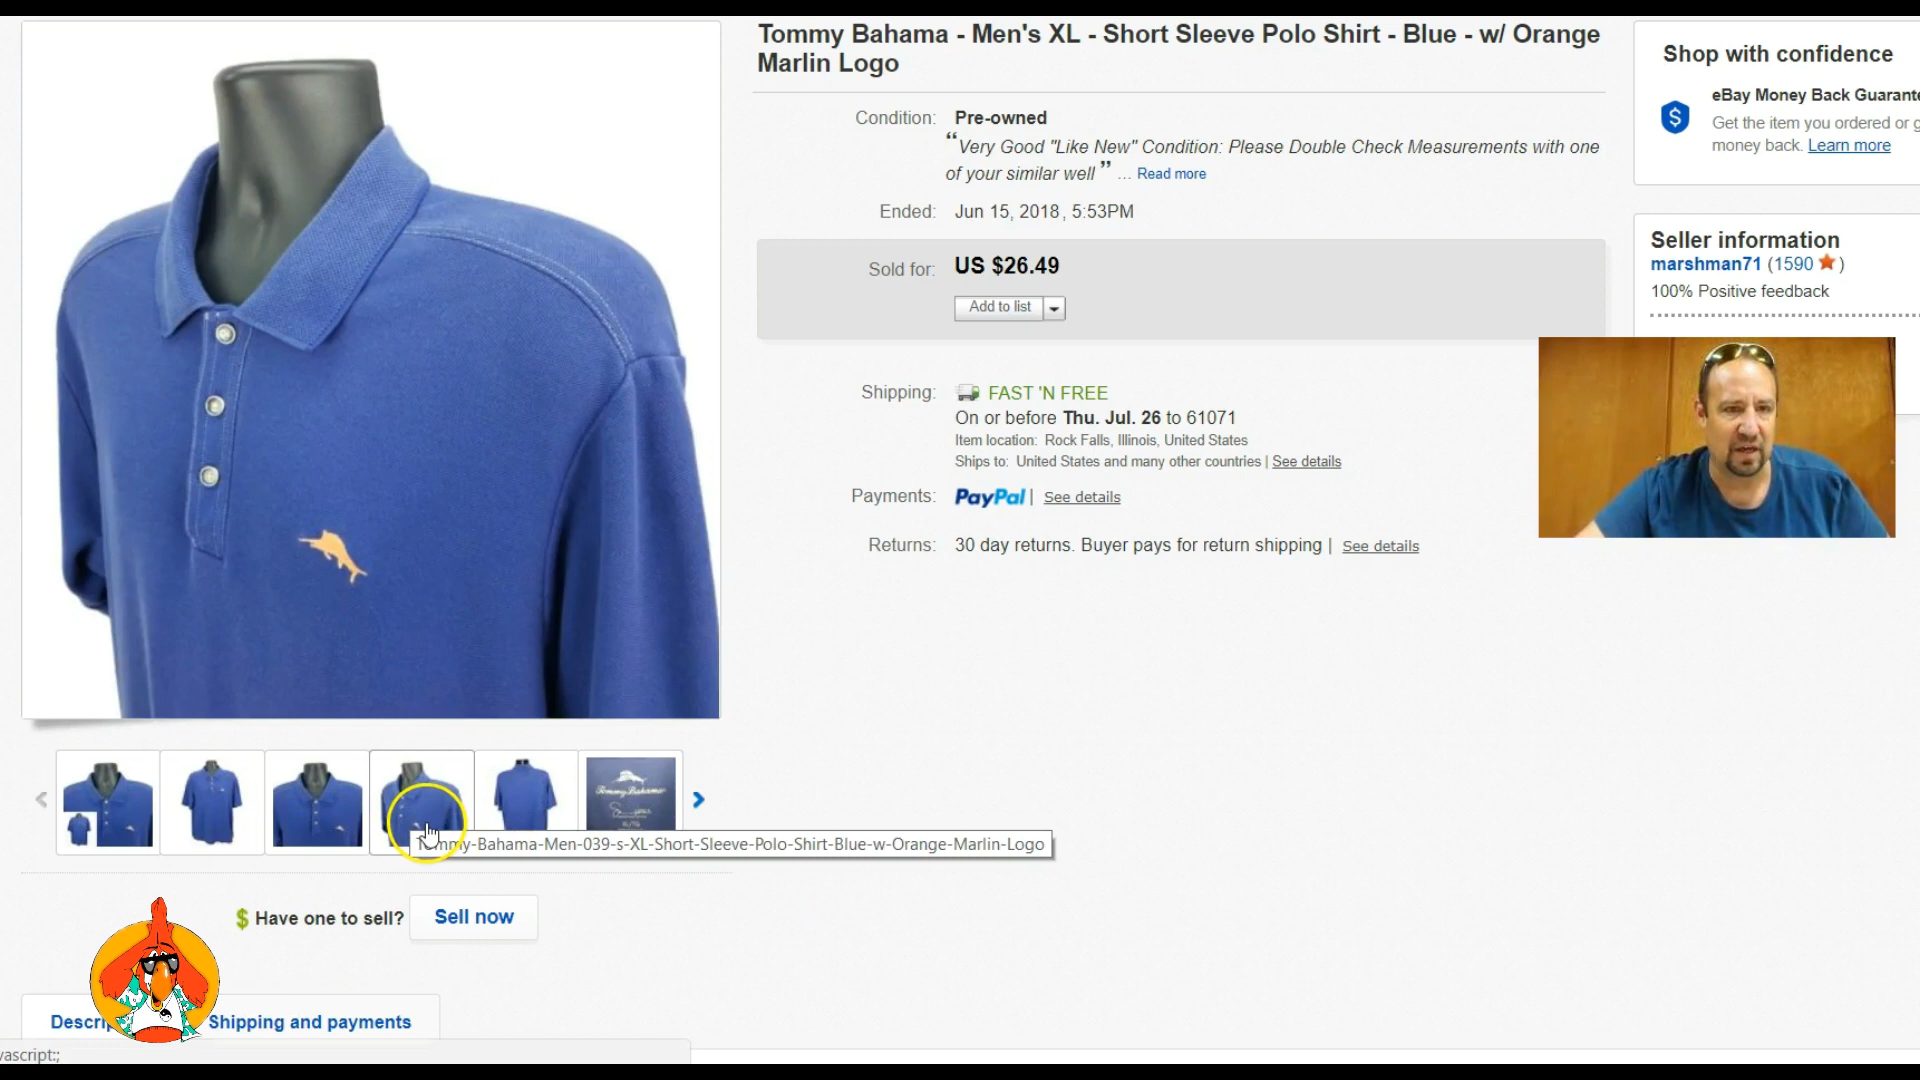 Tommy Bahama - Men's XL - Short Sleeve Polo Shirt - Blue - w/ Orange
Marlin Logo
Condition: Pre-owned
“Very Good "Like New" Condition: Please Double Check Measurements with one
of your similar well” ... Read more
Ended: Jun 15, 2018, 5:53PM
Sold for: US $26.49
Add to list
Shipping: FAST 'N FREE
On or before Thu. Jul. 26 to 61071
Item location: Rock Falls, Illinois, United States
Ships to: United States and many other countries | See details
Payments: PayPal | See details
Returns: 30 day returns. Buyer pays for return shipping | See details
Shop with confidence
eBay Money Back Guarante
Get the item you ordered or g
money back. Learn more
Seller information
marshman71 (1590)
100% Positive feedback
Tommy Bahama
Tommy-Bahama-Men-039-s-XL-Short-Sleeve-Polo-Shirt-Blue-w-Orange-Marlin-Logo
$ Have one to sell? Sell now
Descrip Shipping and payments
vascript:;